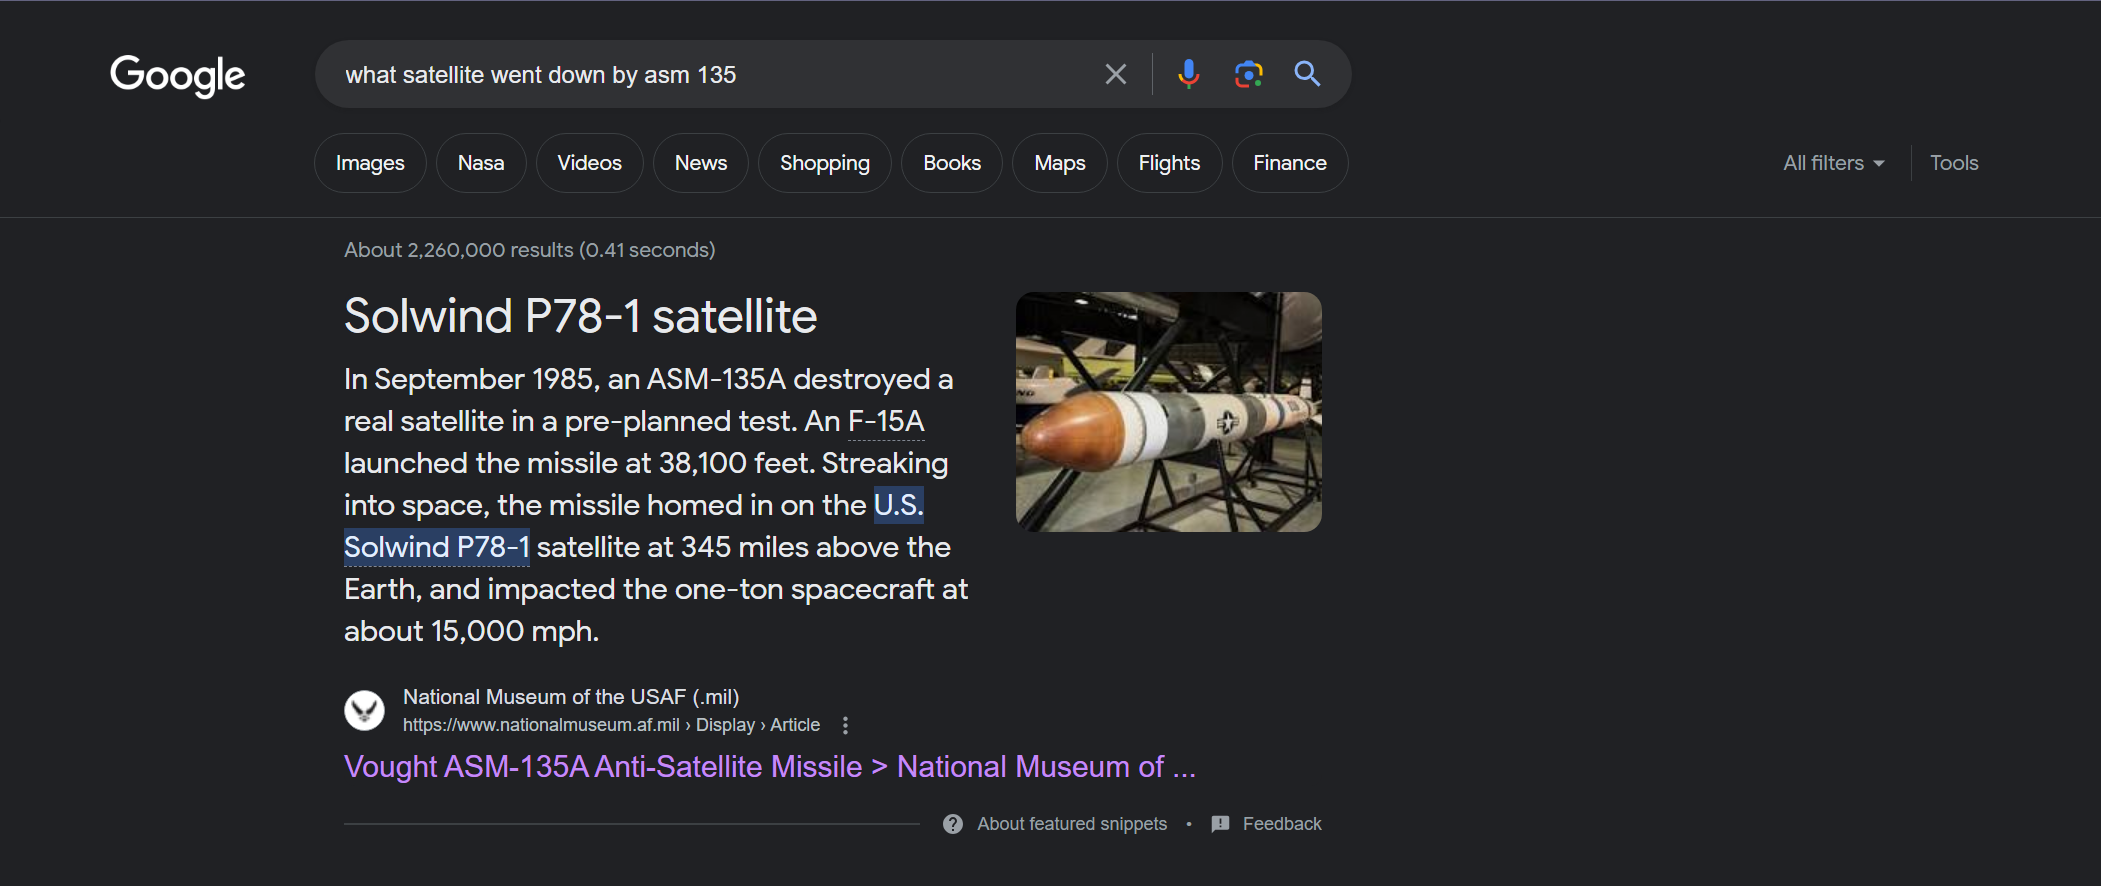 Google
what satellite went down by asm 135
Images
Nasa
Videos
News
Shopping
Books
Maps
Flights
Finance
All filters
Tools
About 2,260,000 results (0.41 seconds)
Solwind P78-1 satellite
In September 1985, an ASM-135A destroyed a
real satellite in a pre-planned test. An F-15A
launched the missile at 38,100 feet. Streaking
into space, the missile homed in on the U.S.
Solwind P78-1 satellite at 345 miles above the
Earth, and impacted the one-ton spacecraft at
about 15,000 mph.
National Museum of the USAF (.mil)
https://www.nationalmuseum.af.mil › Display › Article
Vought ASM-135A Anti-Satellite Missile > National Museum of ...
About featured snippets • Feedback